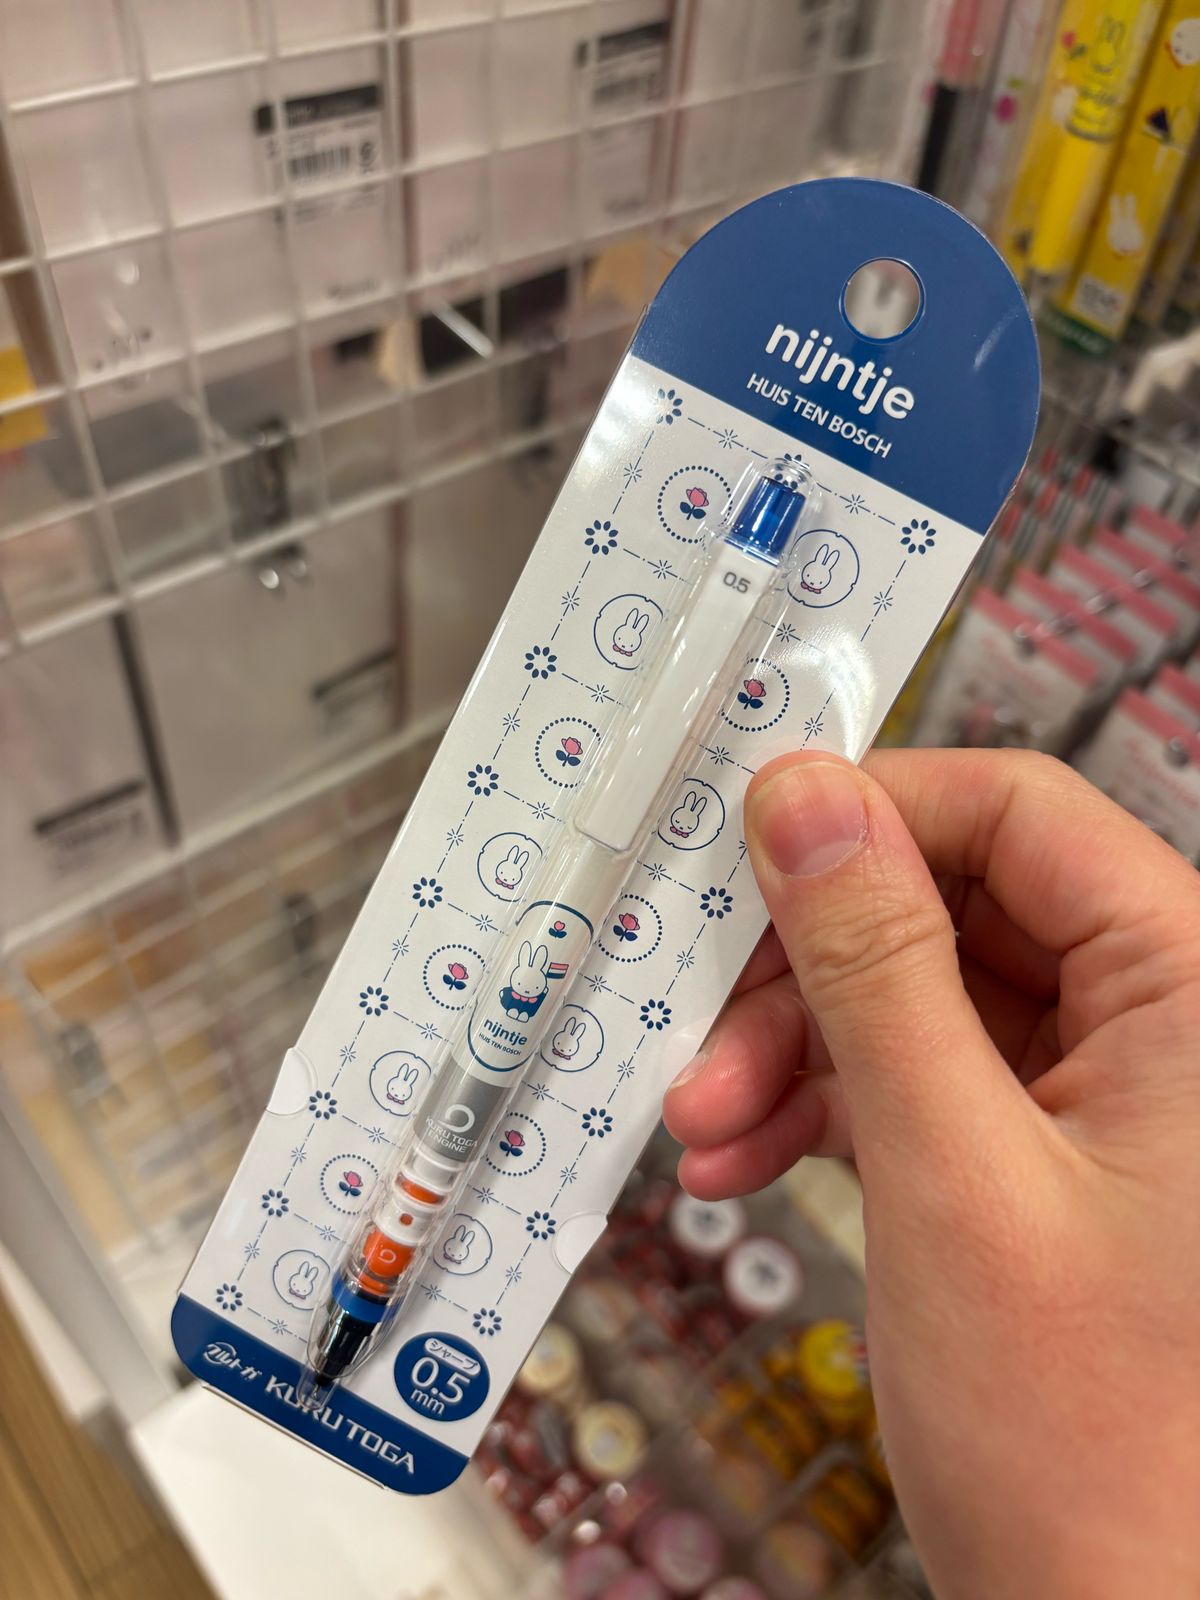 nijntje
HUIS TEN BOSCH
0.5
nijntje
HUIS TEN BOSCH
KURU TOGA
ENGINE
クルトガ KURU TOGA
シャープ
0.5
mm